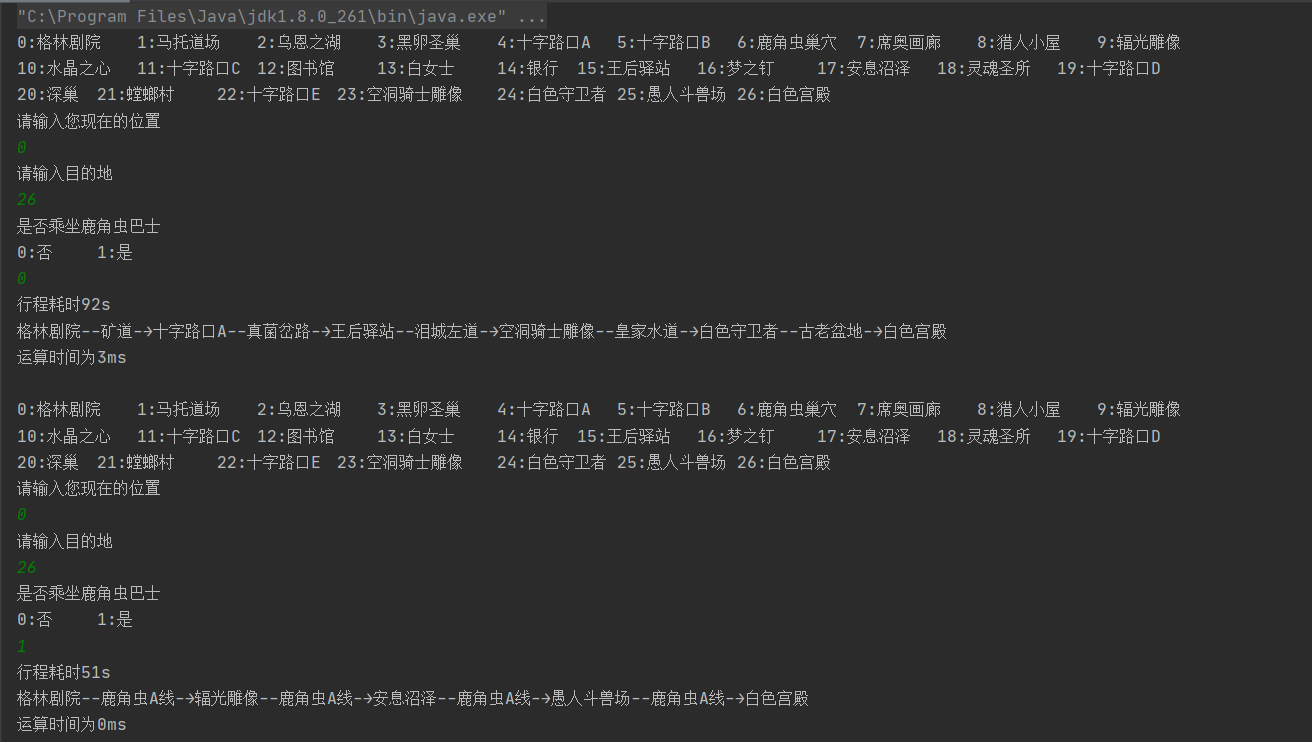 "C:\Program Files\Java\jdk1.8.0_261\bin\java.exe" ...
0:格林剧院 1:马托道场 2:乌恩之湖 3:黑卵圣巢 4:十字路口A 5:十字路口B 6:鹿角虫巢穴 7:席奥画廊 8:猎人小屋 9:辐光雕像
10:水晶之心 11:十字路口C 12:图书馆 13:白女士 14:银行 15:王后驿站 16:梦之钉 17:安息沼泽 18:灵魂圣所 19:十字路口D
20:深巢 21:螳螂村 22:十字路口E 23:空洞骑士雕像 24:白色守卫者 25:愚人斗兽场 26:白色宫殿
请输入您现在的位置
0
请输入目的地
26
是否乘坐鹿角虫巴士
0:否 1:是
0
行程耗时92s
格林剧院--矿道→十字路口A--真菌岔路→王后驿站--泪城左道→空洞骑士雕像--皇家水道→白色守卫者--古老盆地→白色宫殿
运算时间为3ms
0:格林剧院 1:马托道场 2:乌恩之湖 3:黑卵圣巢 4:十字路口A 5:十字路口B 6:鹿角虫巢穴 7:席奥画廊 8:猎人小屋 9:辐光雕像
10:水晶之心 11:十字路口C 12:图书馆 13:白女士 14:银行 15:王后驿站 16:梦之钉 17:安息沼泽 18:灵魂圣所 19:十字路口D
20:深巢 21:螳螂村 22:十字路口E 23:空洞骑士雕像 24:白色守卫者 25:愚人斗兽场 26:白色宫殿
请输入您现在的位置
0
请输入目的地
26
是否乘坐鹿角虫巴士
0:否 1:是
1
行程耗时51s
格林剧院--鹿角虫A线→辐光雕像--鹿角虫A线→安息沼泽--鹿角虫A线→愚人斗兽场--鹿角虫A线→白色宫殿
运算时间为0ms